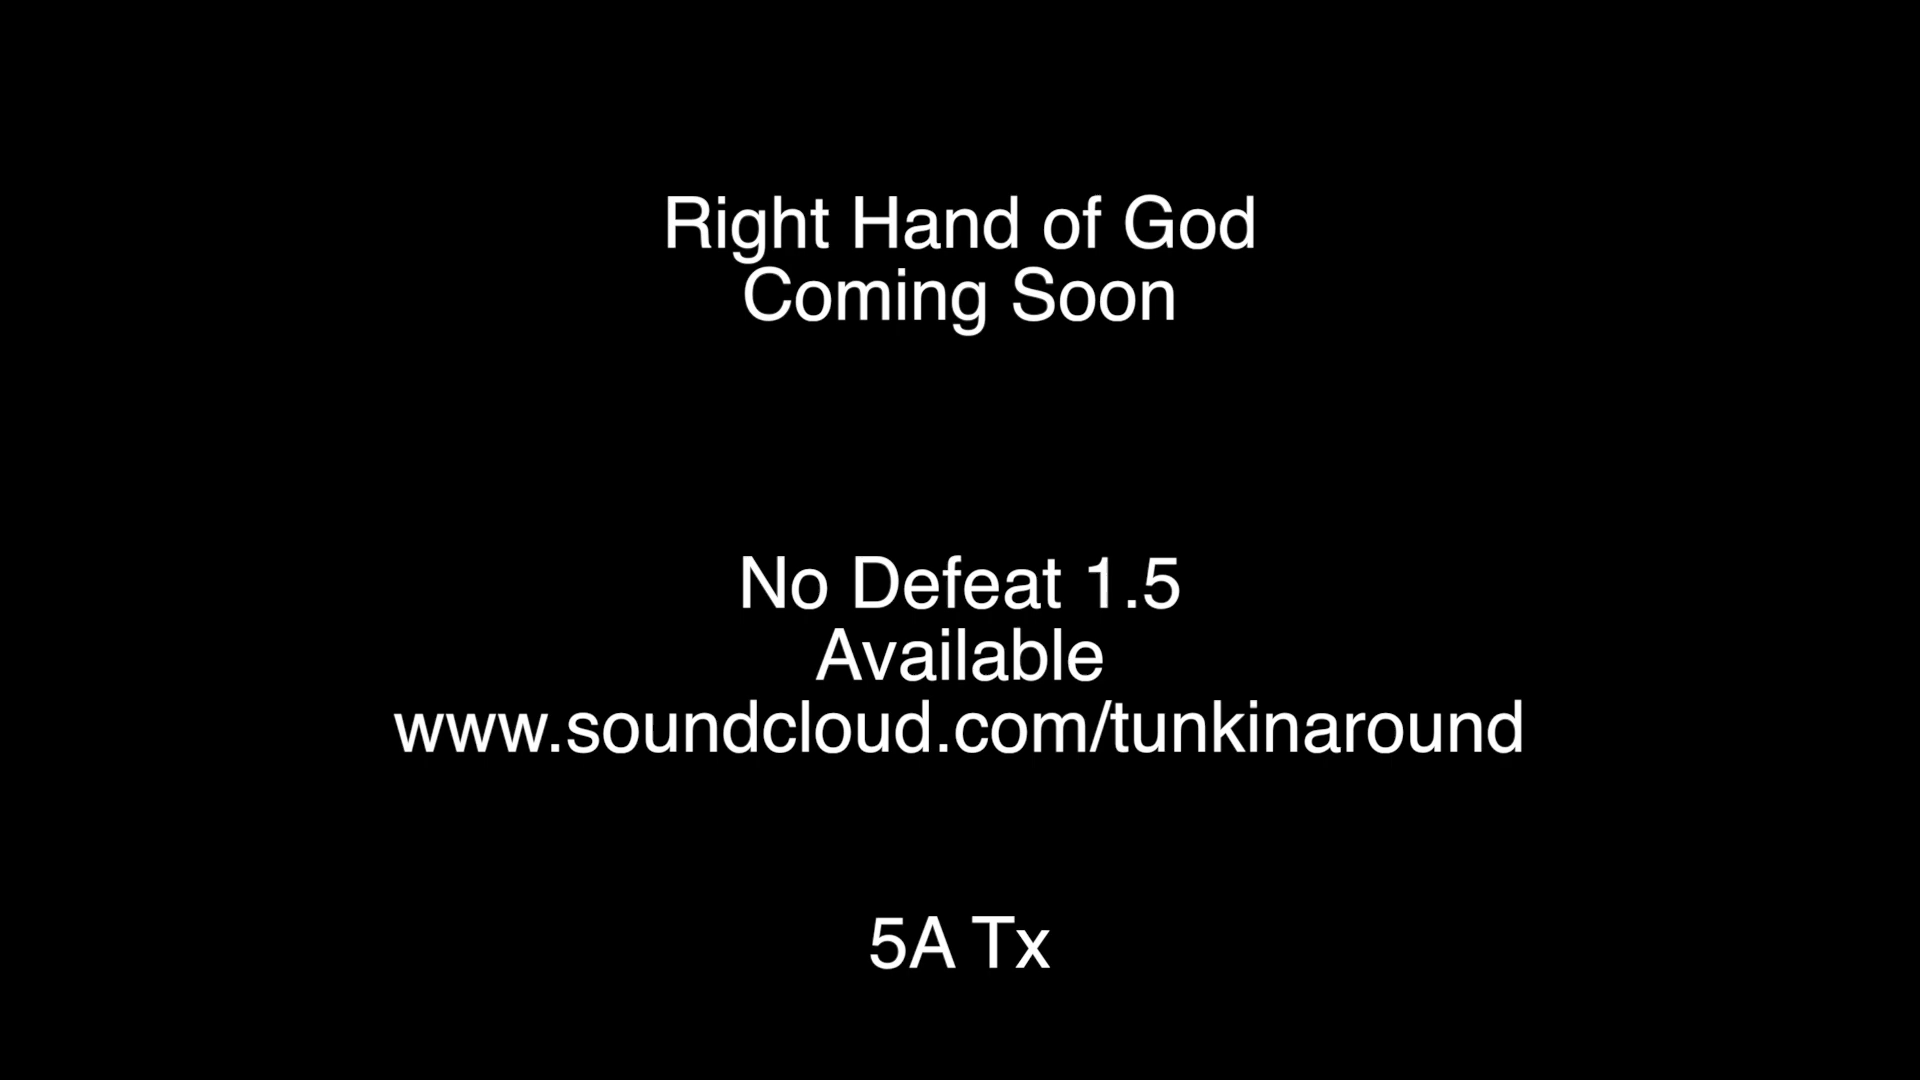 Right Hand of God
Coming Soon
No Defeat 1.5
Available
www.soundcloud.com/tunkinaround
5A Tx